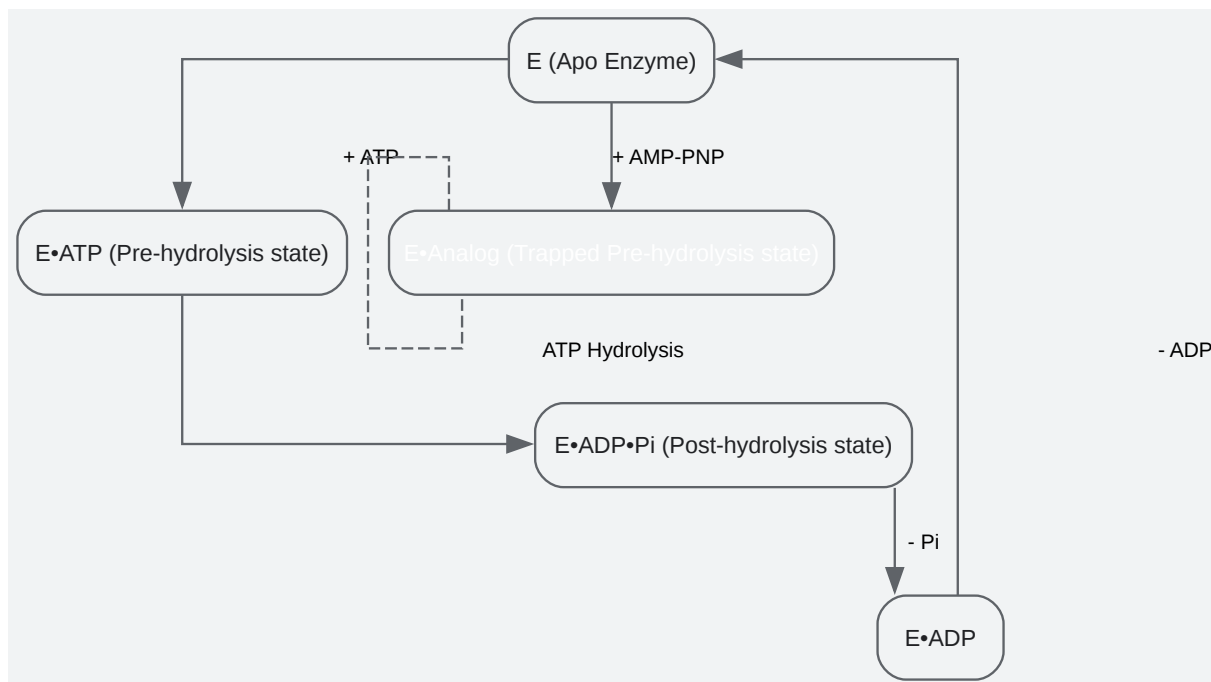 E (Apo Enzyme)
+ ATP
+ AMP-PNP
E•ATP (Pre-hydrolysis state)
E•Analog (Trapped Pre-hydrolysis state)
ATP Hydrolysis
- ADP
E•ADP•Pi (Post-hydrolysis state)
- Pi
E•ADP